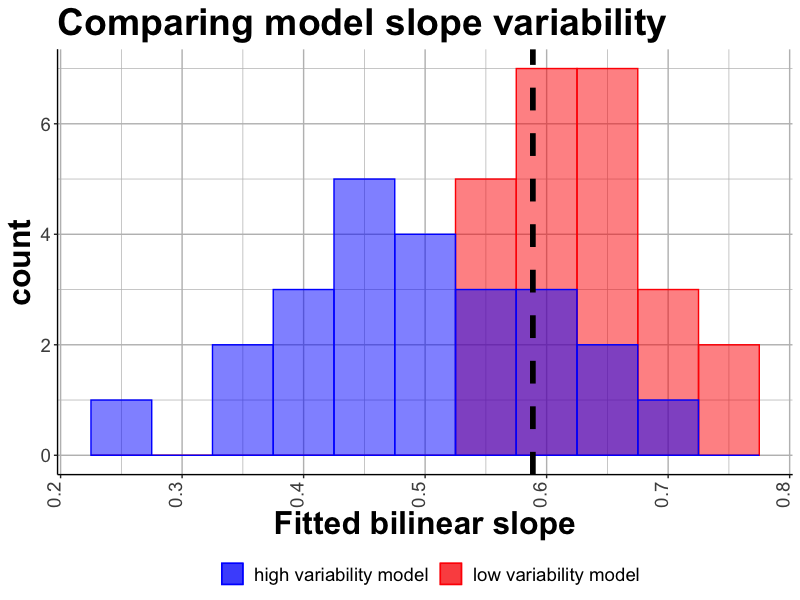 Comparing model slope variability
6
4
2
0
count
0.2
0.3
0.4
0.5
0.6
0.7
0.8
Fitted bilinear slope
high variability model
low variability model